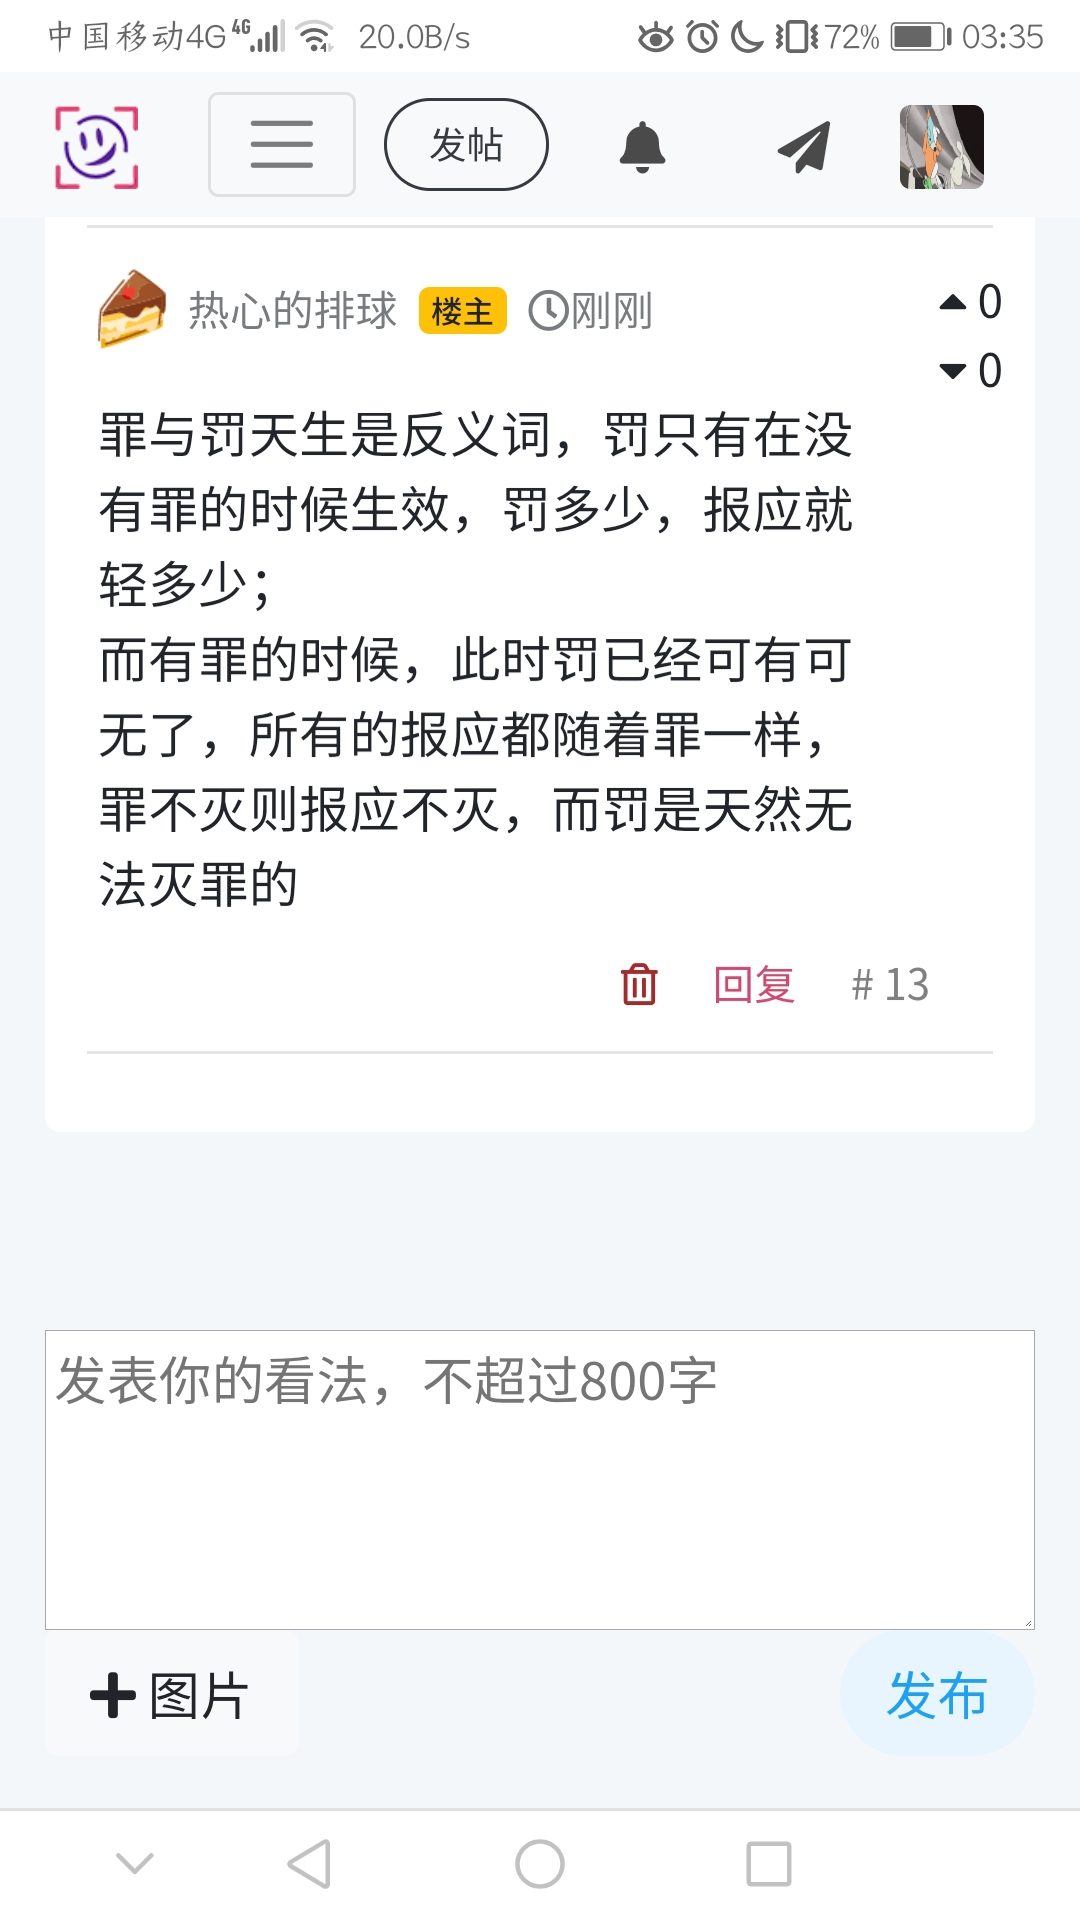 中国移动4G 4G 20.0B/s 72% 03:35
发帖
热心的排球 楼主 刚刚 0
0
罪与罚天生是反义词，罚只有在没
有罪的时候生效，罚多少，报应就
轻多少；
而有罪的时候，此时罚已经可有可
无了，所有的报应都随着罪一样，
罪不灭则报应不灭，而罚是天然无
法灭罪的
回复 # 13
发表你的看法，不超过800字
图片 发布